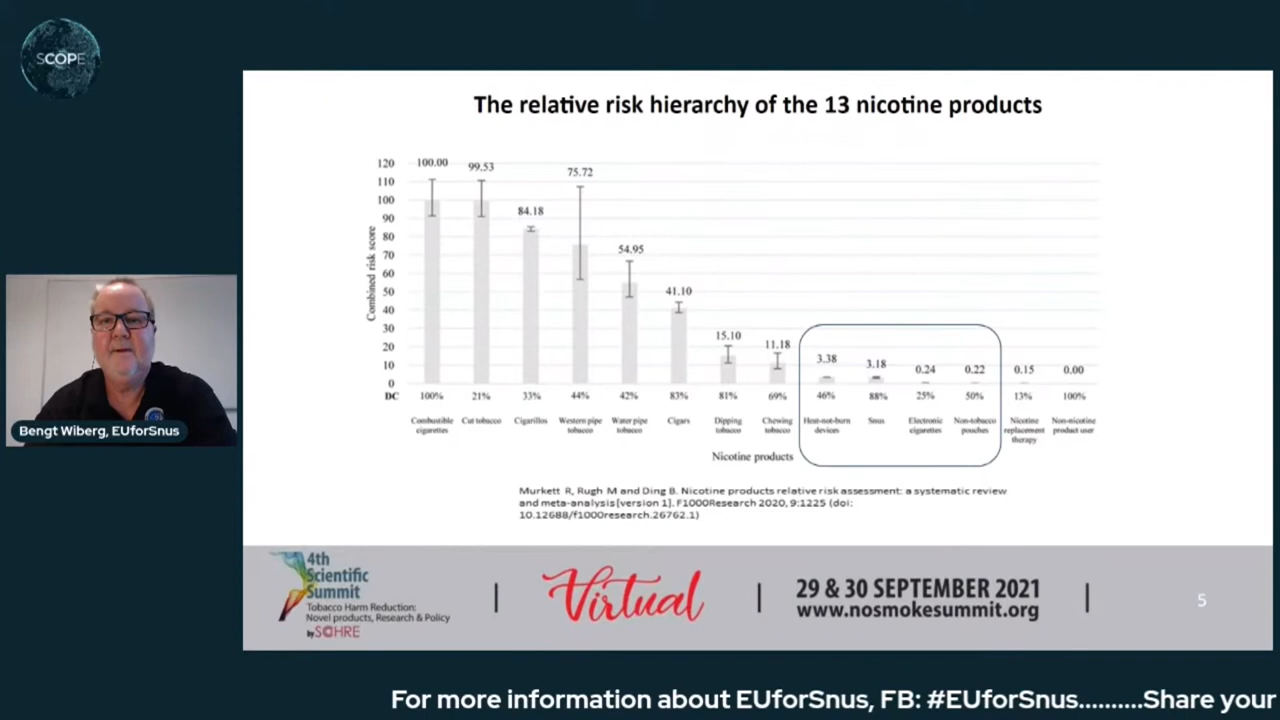 SCOPE
The relative risk hierarchy of the 13 nicotine products
Combined risk score
120
110
100
90
80
70
60
50
40
30
20
10
0
100.00
99.53
84.18
75.72
54.95
41.10
15.10
11.18
3.38
3.18
0.24
0.22
0.15
0.00
DC 100% 21% 33% 44% 42% 83% 81% 69% 46% 88% 25% 50% 13% 100%
Combustible
cigarettes
Cut tobacco
Cigarillos
Western pipe
tobacco
Water pipe
tobacco
Cigars
Dipping
tobacco
Chewing
tobacco
Heat-not-burn
devices
Snus
Electronic
cigarettes
Non-tobacco
pouches
Nicotine
replacement
therapy
Non-nicotine
product user
Nicotine products
Murkett R, Rugh M and Ding B. Nicotine products relative risk assessment: a systematic review
and meta-analysis [version 1]. F1000Research 2020, 9:1225 (doi:
10.12688/f1000research.26762.1)
Bengt Wiberg, EUforSnus
4th
Scientific
Summit
Tobacco Harm Reduction:
Novel products, Research & Policy
by SCOHRE
Virtual
29 & 30 SEPTEMBER 2021
www.nosmokesummit.org
5
For more information about EUforSnus, FB: #EUforSnus..........Share your